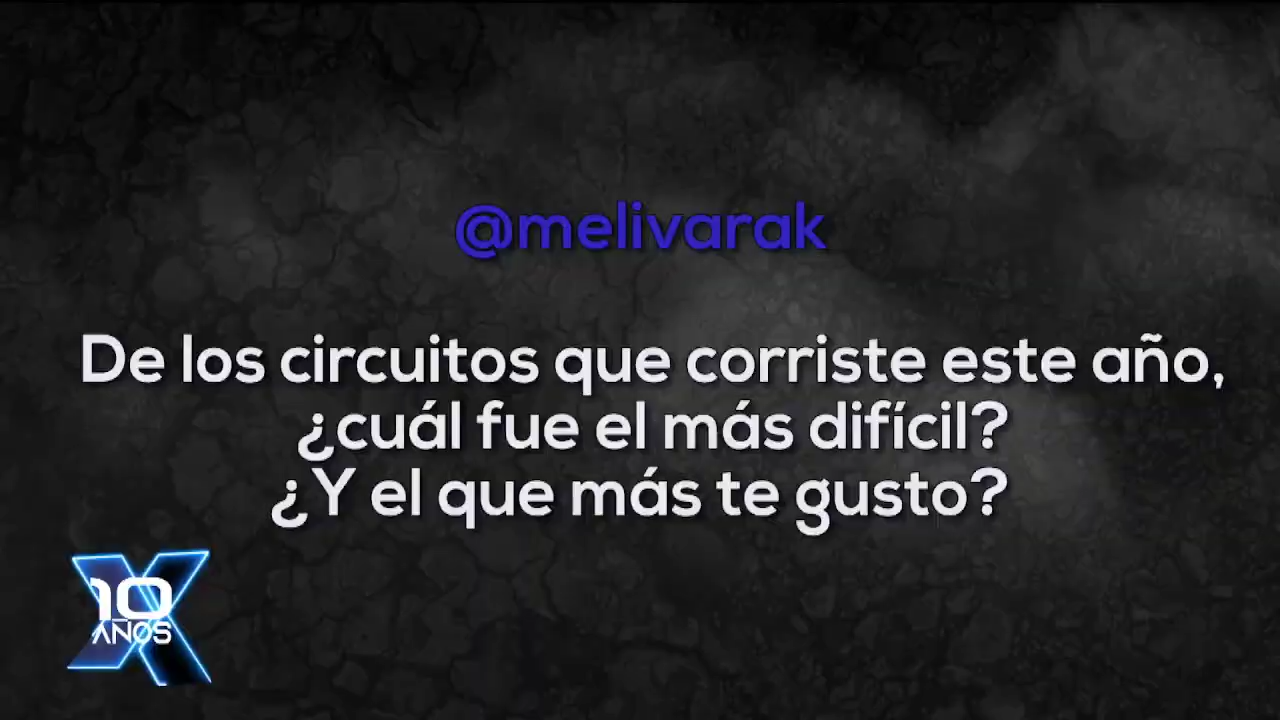 @melivarak
De los circuitos que corriste este año,
¿cuál fue el más difícil?
¿Y el que más te gusto?
X
10
AÑOS